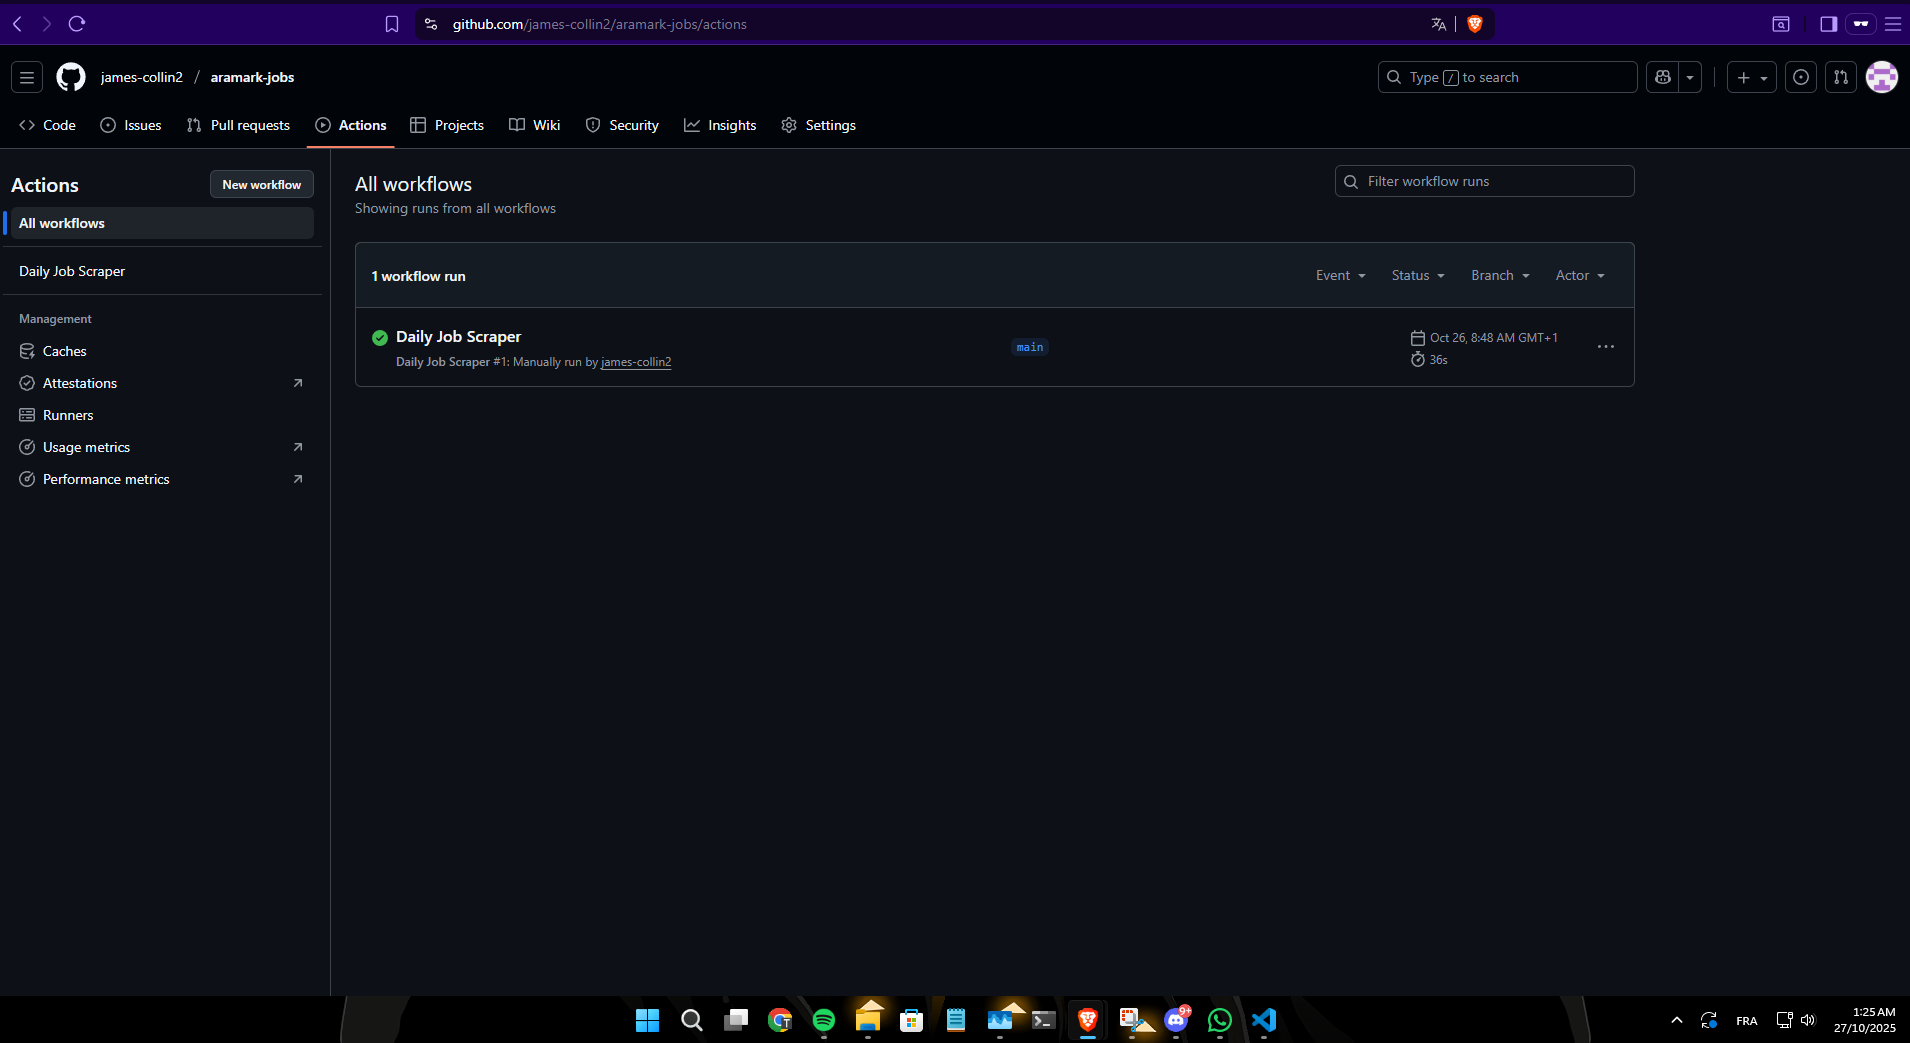 github.com/james-collin2/aramark-jobs/actions
james-collin2 / aramark-jobs
Type / to search
Code Issues Pull requests Actions Projects Wiki Security Insights Settings
Actions
New workflow
All workflows
Daily Job Scraper
Management
Caches
Attestations
Runners
Usage metrics
Performance metrics
All workflows
Showing runs from all workflows
Filter workflow runs
1 workflow run
Event Status Branch Actor
Daily Job Scraper
Daily Job Scraper #1: Manually run by james-collin2
main
Oct 26, 8:48 AM GMT+1
36s
T
9+
FRA
1:25 AM
27/10/2025